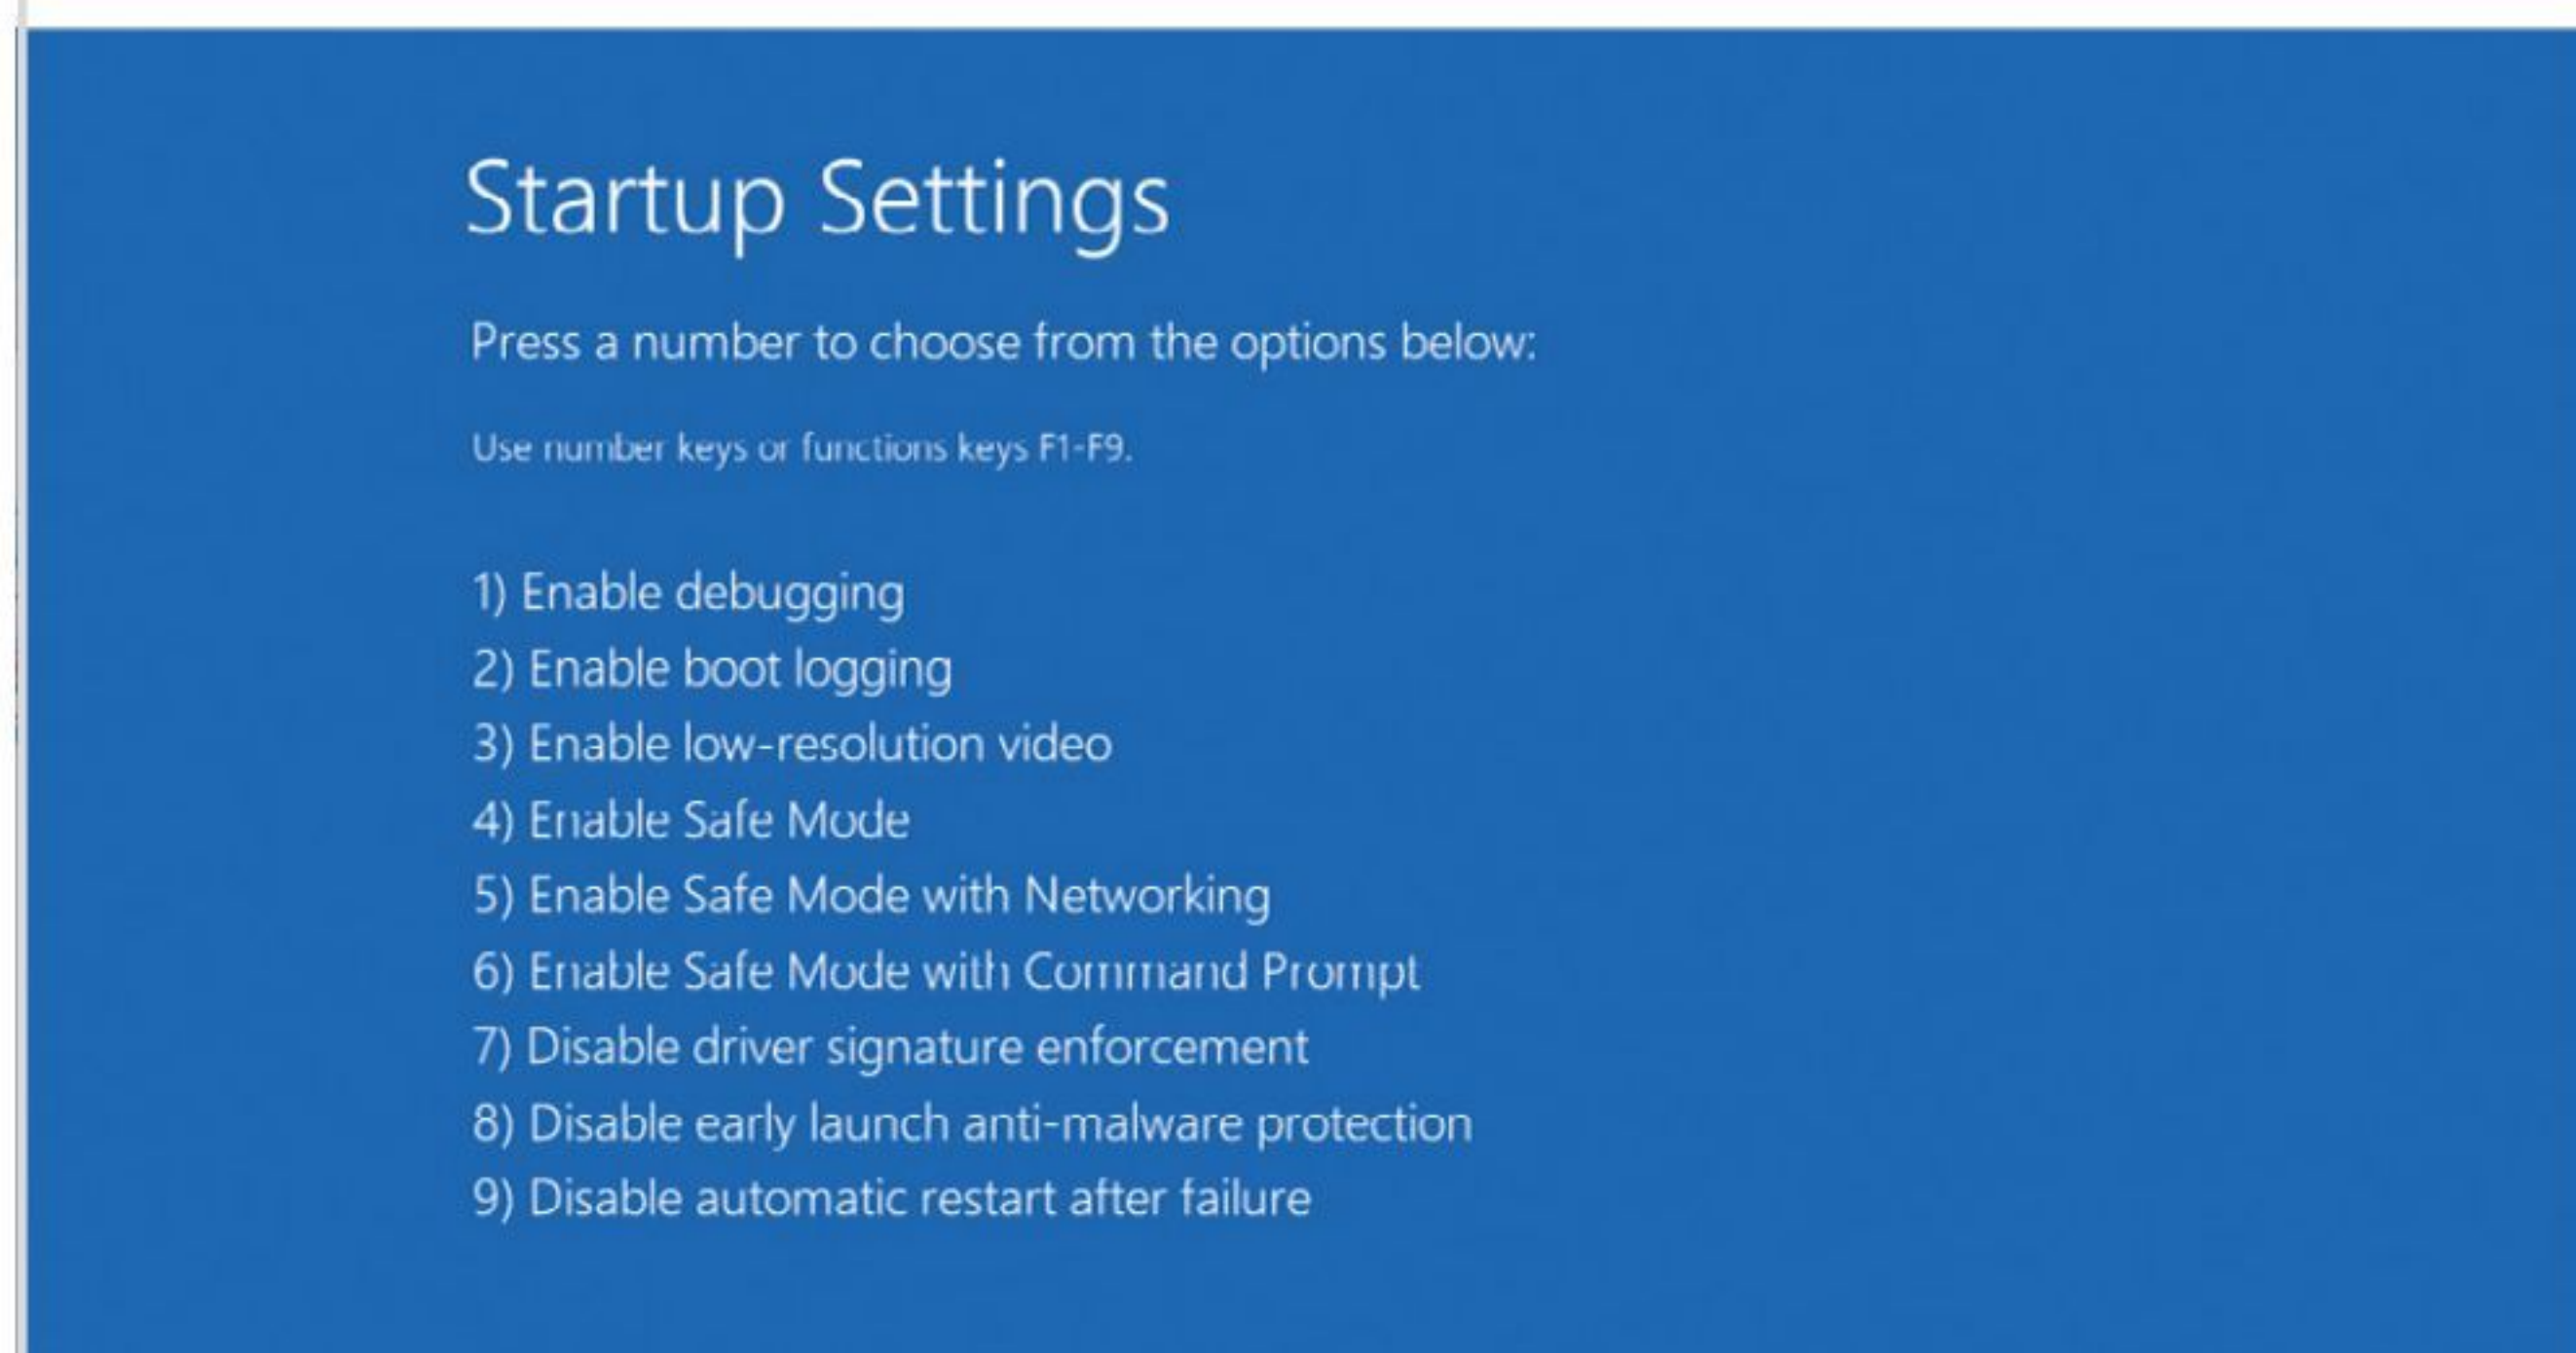 Startup Settings
Press a number to choose from the options below:
Use number keys or functions keys F1-F9.
1) Enable debugging
2) Enable boot logging
3) Enable low-resolution video
4) Enable Safe Mode
5) Enable Safe Mode with Networking
6) Enable Safe Mode with Command Prompt
7) Disable driver signature enforcement
8) Disable early launch anti-malware protection
9) Disable automatic restart after failure